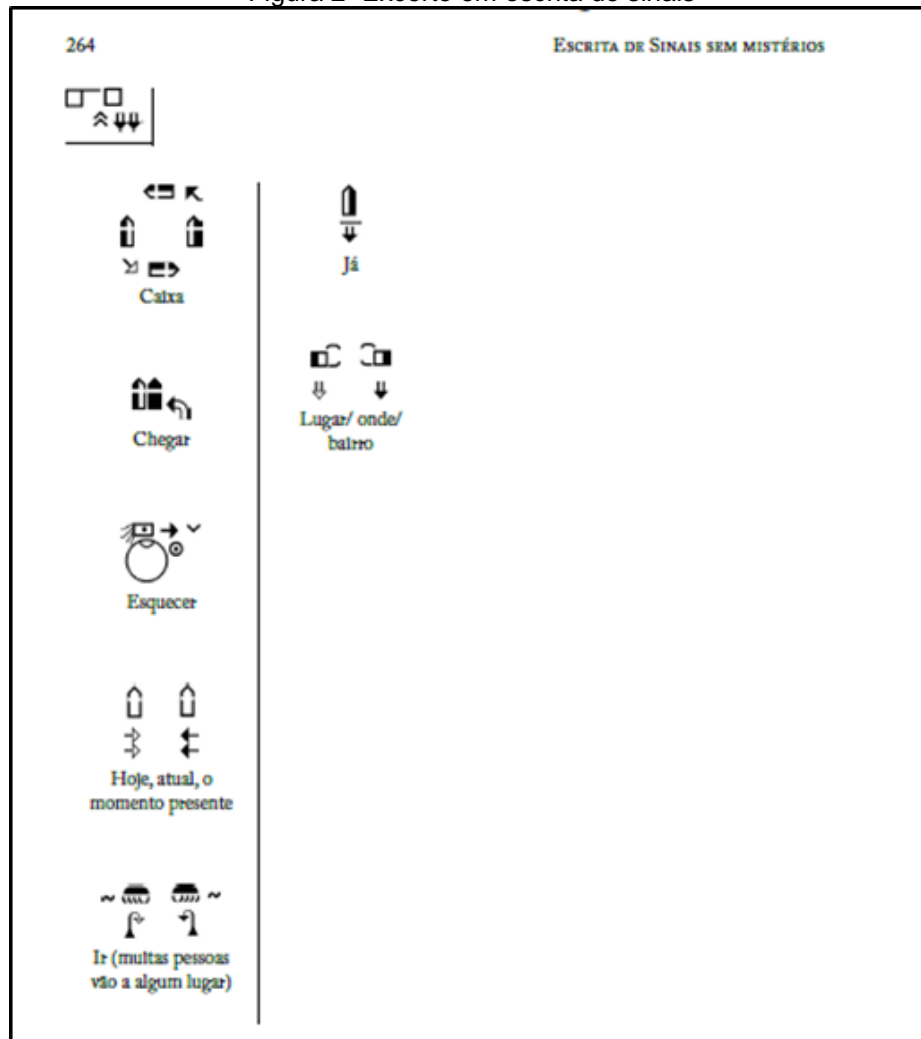 Figura 2- Excerto em escrita de sinais
264
ESCRITA DE SINAIS SEM MISTÉRIOS
Caixa
Chegar
Esquecer
Hoje, atual, o
momento presente
Ir (muitas pessoas
vão a algum lugar)
Já
Lugar/ onde/
bairro